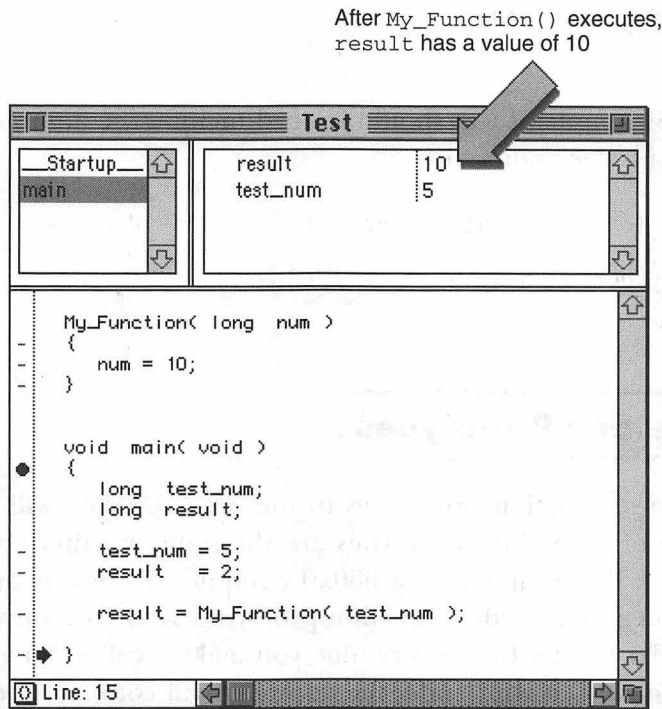 After My_Function() executes,
result has a value of 10
Test
__Startup__
main
result 10
test_num 5
My_Function( long num )
{
num = 10;
}
void main( void )
{
long test_num;
long result;
test_num = 5;
result = 2;
result = My_Function( test_num );
}
Line: 15